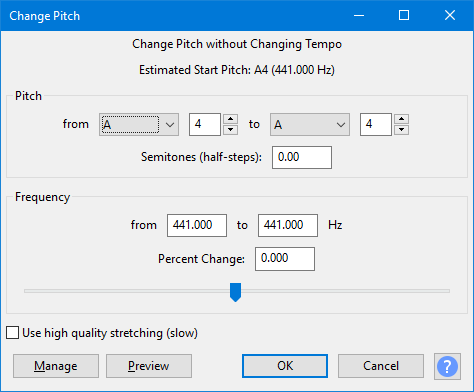 Change Pitch
Change Pitch without Changing Tempo
Estimated Start Pitch: A4 (441.000 Hz)
Pitch
from A 4 to A 4
Semitones (half-steps): 0.00
Frequency
from 441.000 to 441.000 Hz
Percent Change: 0.000
Use high quality stretching (slow)
Manage Preview OK Cancel ?